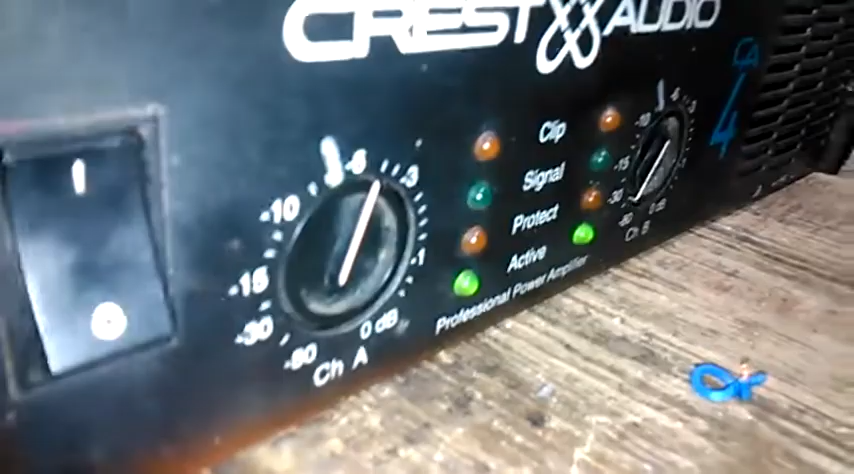 CREST AUDIO
CA
4
Clip
Signal
Protect
Active
Professional Power Amplifier
-6
-3
-10
-1
-15
-30
-80
0 dB
Ch A
-6
-3
-10
-15
-30
-80
0 dB
Ch B